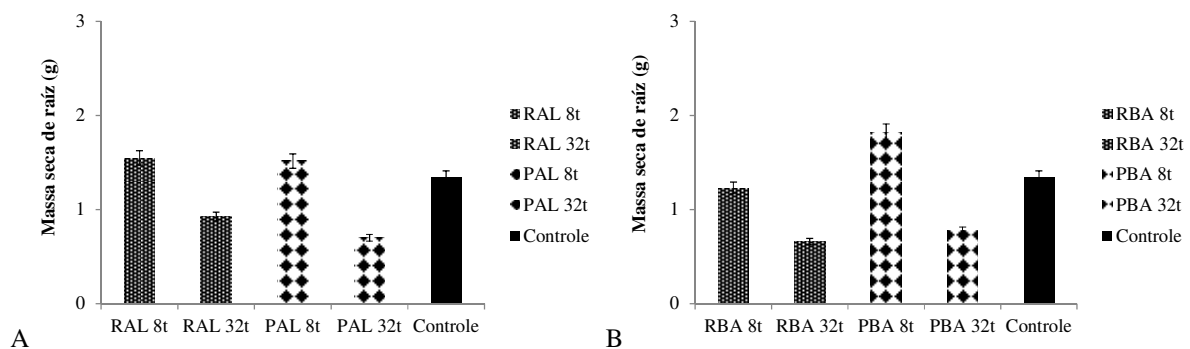 Massa seca de raíz (g)
3
2
1
0
RAL 8t
RAL 32t
PAL 8t
PAL 32t
Controle
RAL 8t
RAL 32t
PAL 8t
PAL 32t
Controle
A
Massa seca de raíz (g)
3
2
1
0
RBA 8t
RBA 32t
PBA 8t
PBA 32t
Controle
RBA 8t
RBA 32t
PBA 8t
PBA 32t
Controle
B